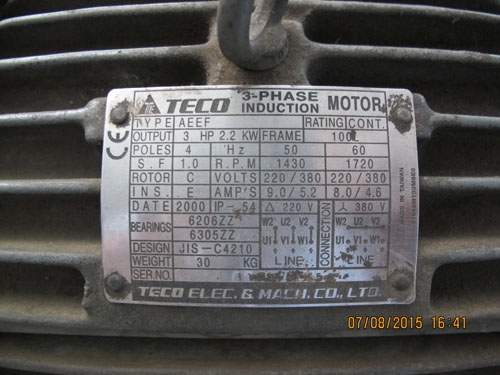 TECO 3-PHASE INDUCTION MOTOR
TYPE AEEF RATING CONT.
OUTPUT 3 HP 2.2 KW FRAME 100L
POLES 4 Hz 50 60
S.F 1.0 R.P.M 1430 1720
ROTOR C VOLTS 220/380 220/380
INS. E AMP'S 9.0/5.2 8.0/4.6
DATE 2000 IP-54 △ 220 V 人 380 V
BEARINGS 6206ZZ 6305ZZ
CONNECTION
W2 U2 V2 W2 U2 V2
U1 V1 W1 U1 V1 W1
DESIGN JIS-C4210
LINE LINE
WEIGHT 30 KG
SER.NO.
TECO ELEC. & MACH. CO., LTD.
CE
MADE IN TAIWAN
07/08/2015 16:41